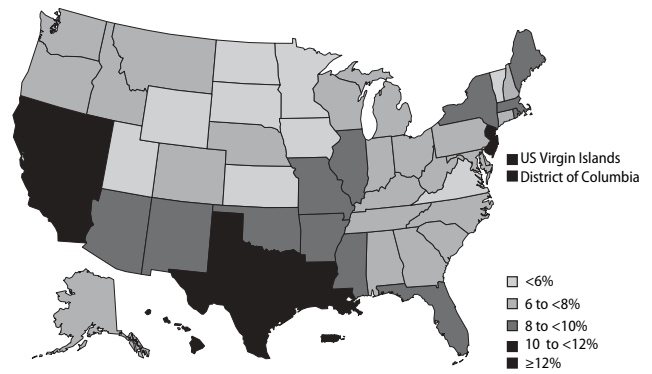 US Virgin Islands
District of Columbia
<6%
6 to <8%
8 to <10%
10 to <12%
≥12%